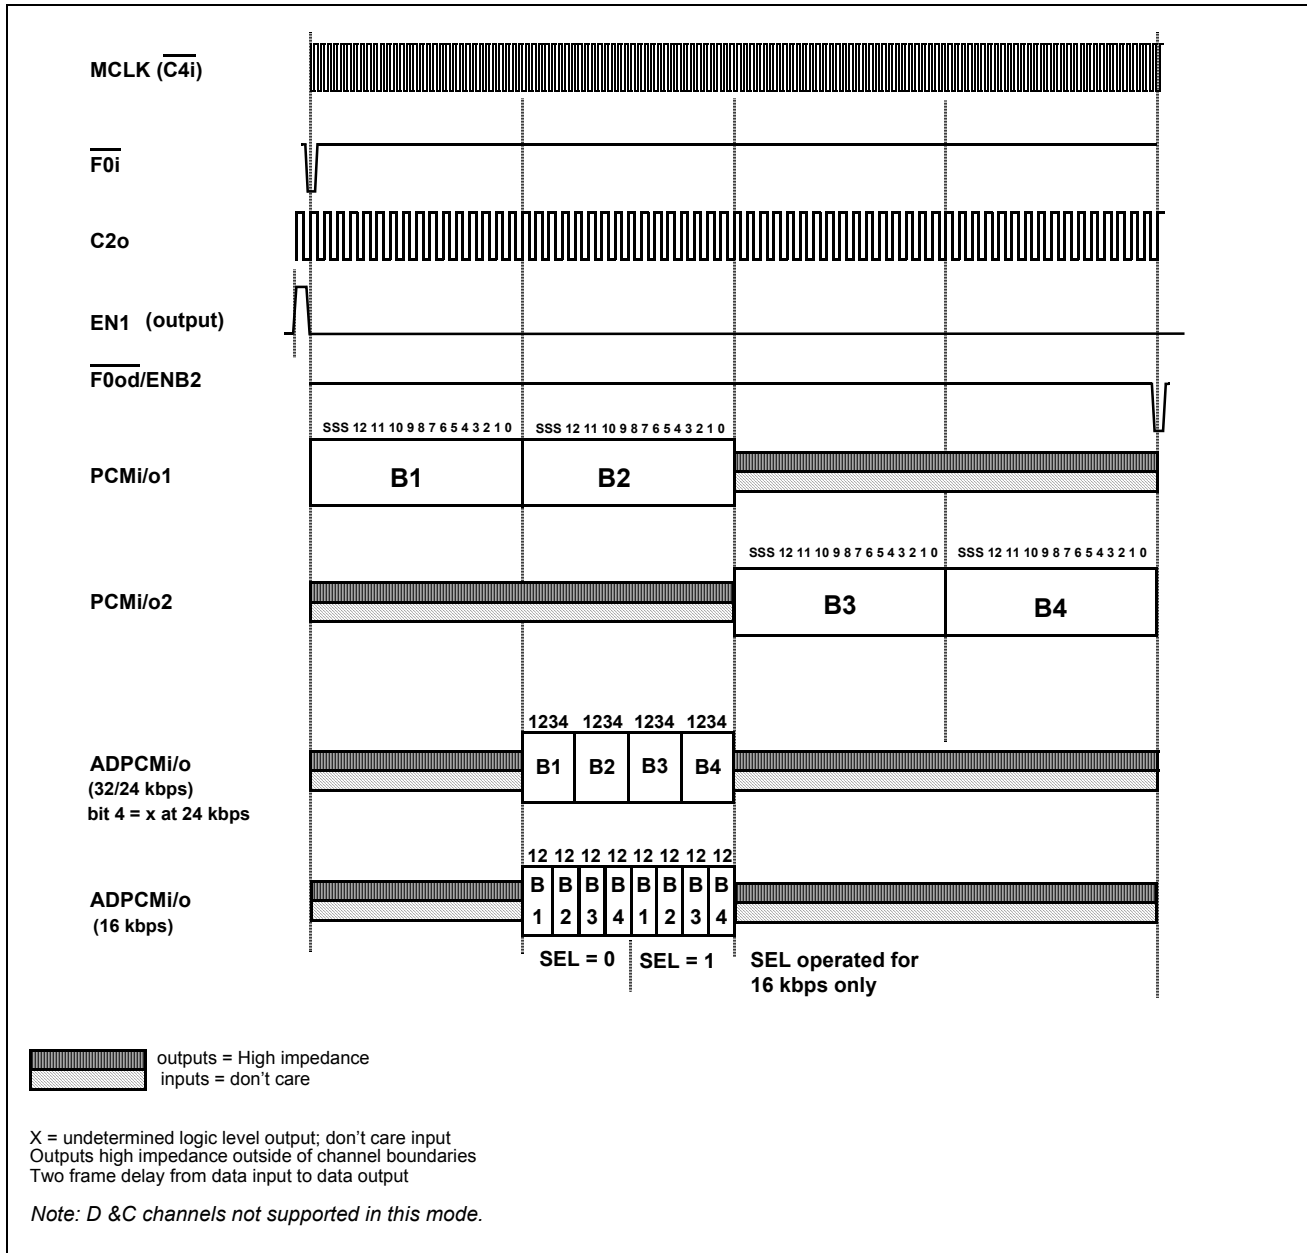 MCLK (C4i)
F0i
C2o
EN1 (output)
F0od/ENB2
SSS 12 11 10 9 8 7 6 5 4 3 2 1 0 SSS 12 11 10 9 8 7 6 5 4 3 2 1 0
PCMi/o1 B1 B2
SSS 12 11 10 9 8 7 6 5 4 3 2 1 0 SSS 12 11 10 9 8 7 6 5 4 3 2 1 0
PCMi/o2 B3 B4
1234 1234 1234 1234
ADPCMi/o B1 B2 B3 B4
(32/24 kbps)
bit 4 = x at 24 kbps
12 12 12 12 12 12 12 12
ADPCMi/o B B B B B B B B
(16 kbps) 1 2 3 4 1 2 3 4
SEL = 0 SEL = 1 SEL operated for
16 kbps only
outputs = High impedance
inputs = don't care
X = undetermined logic level output; don't care input
Outputs high impedance outside of channel boundaries
Two frame delay from data input to data output
Note: D &C channels not supported in this mode.